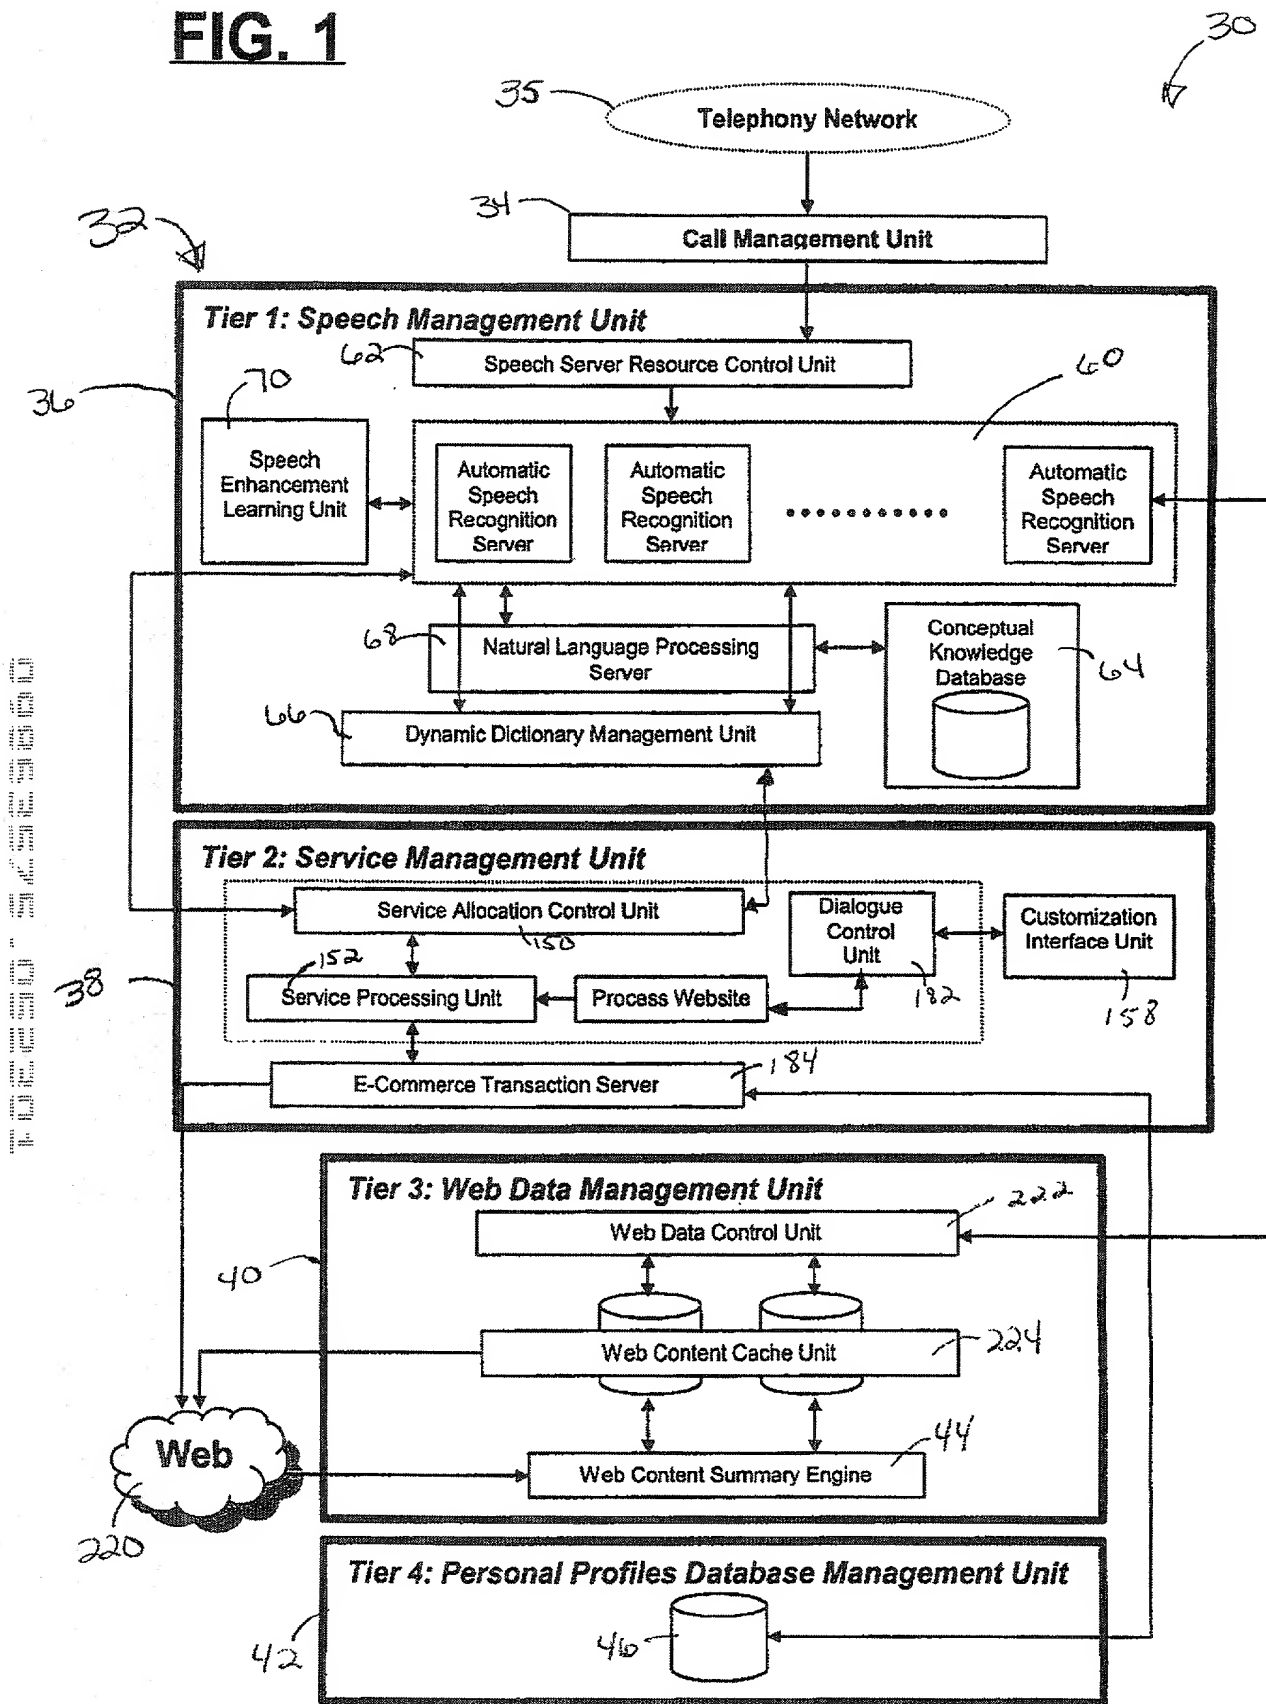 FIG. 1
30
35
Telephony Network
34
Call Management Unit
32
Tier 1: Speech Management Unit
62
Speech Server Resource Control Unit
60
36
70
Speech
Enhancement
Learning Unit
Automatic
Speech
Recognition
Server
Automatic
Speech
Recognition
Server
Automatic
Speech
Recognition
Server
68
Natural Language Processing
Server
Conceptual
Knowledge
Database
64
66
Dynamic Dictionary Management Unit
Tier 2: Service Management Unit
Service Allocation Control Unit
150
Dialogue
Control
Unit
182
Customization
Interface Unit
158
38
152
Service Processing Unit
Process Website
E-Commerce Transaction Server
184
Tier 3: Web Data Management Unit
222
Web Data Control Unit
40
Web Content Cache Unit
224
Web
220
44
Web Content Summary Engine
Tier 4: Personal Profiles Database Management Unit
42
46